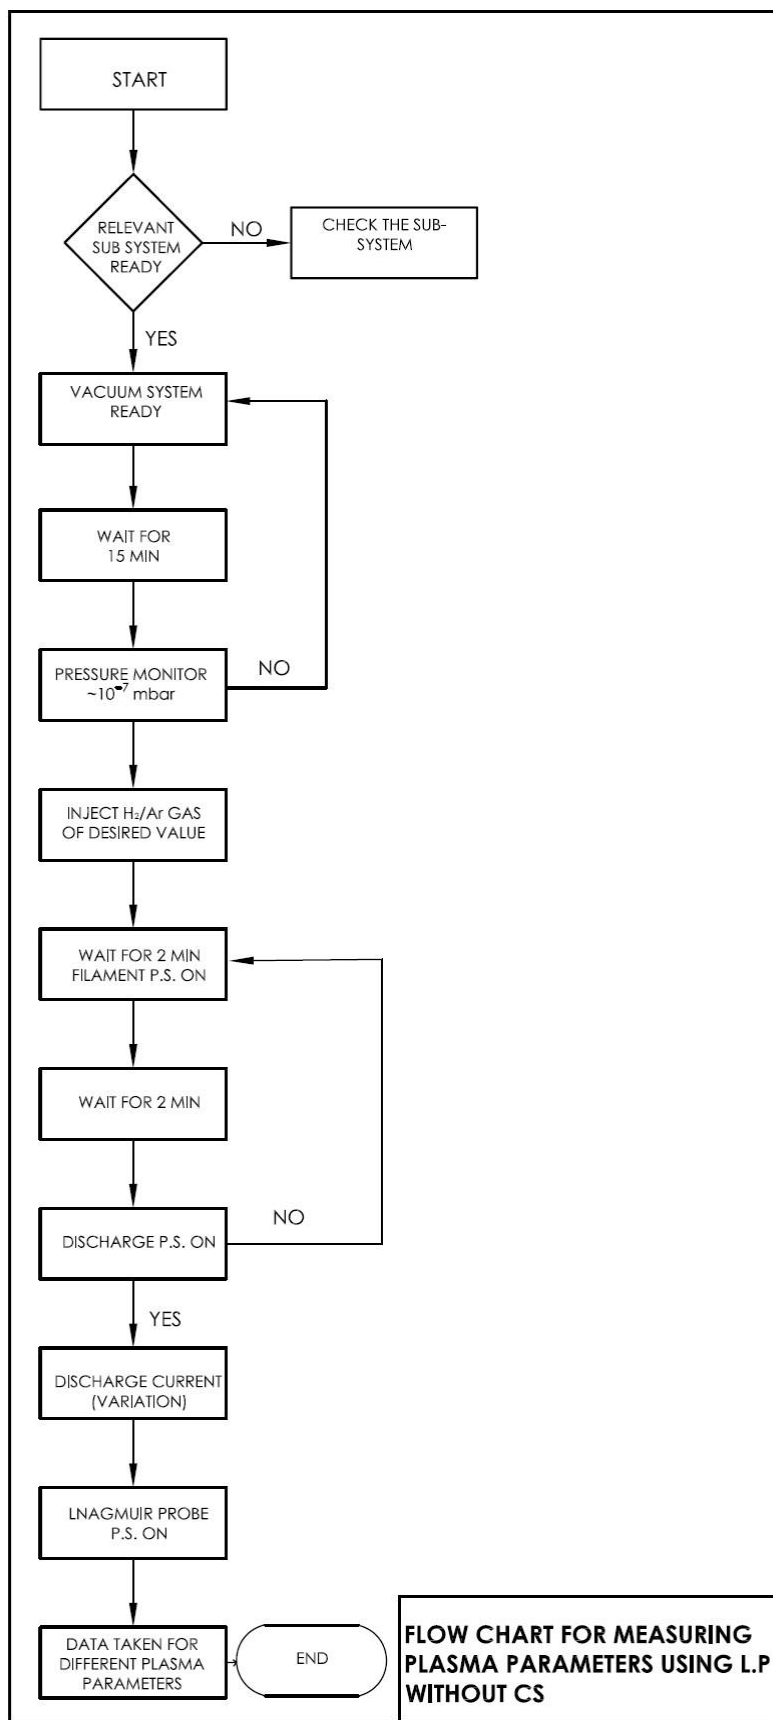 START
RELEVANT
SUB SYSTEM
READY
NO
CHECK THE SUB-
SYSTEM
YES
VACUUM SYSTEM
READY
WAIT FOR
15 MIN
PRESSURE MONITOR
~10⁻⁷ mbar
NO
INJECT H₂/Ar GAS
OF DESIRED VALUE
WAIT FOR 2 MIN
FILAMENT P.S. ON
WAIT FOR 2 MIN
DISCHARGE P.S. ON
NO
YES
DISCHARGE CURRENT
(VARIATION)
LNAGMUIR PROBE
P.S. ON
DATA TAKEN FOR
DIFFERENT PLASMA
PARAMETERS
END
FLOW CHART FOR MEASURING
PLASMA PARAMETERS USING L.P
WITHOUT CS